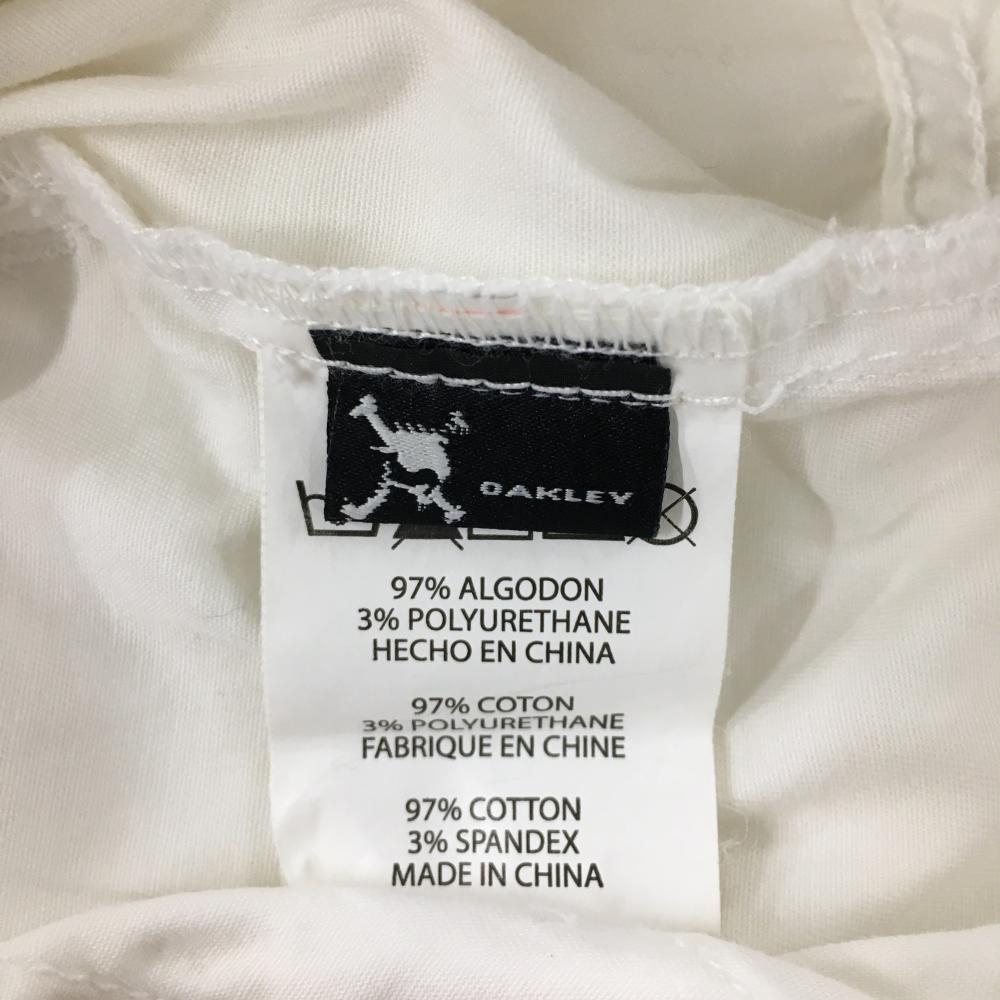 OAKLEY
97% ALGODON
3% POLYURETHANE
HECHO EN CHINA
97% COTON
3% POLYURETHANE
FABRIQUE EN CHINE
97% COTTON
3% SPANDEX
MADE IN CHINA